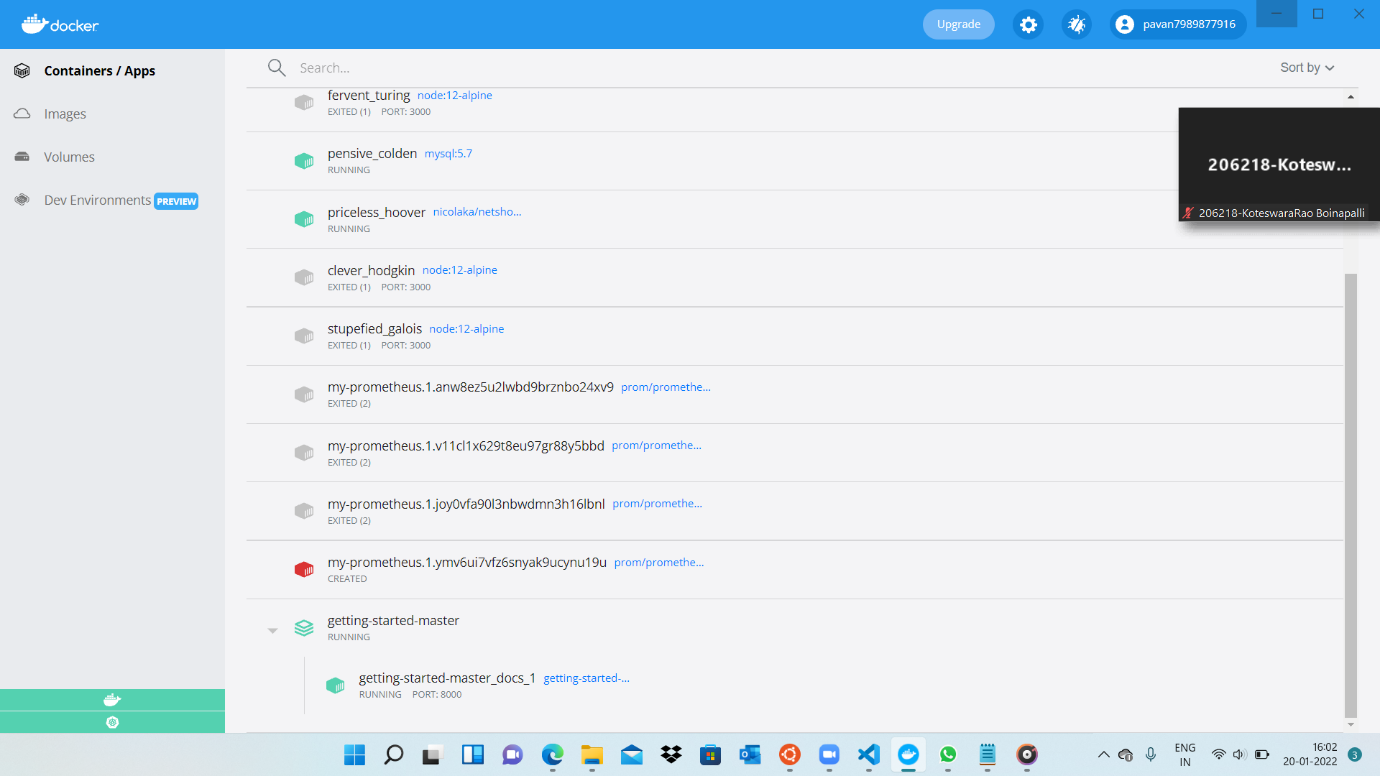 docker
Upgrade
pavan7989877916
Containers / Apps
Images
Volumes
Dev Environments PREVIEW
Search...
Sort by
fervent_turing node:12-alpine
EXITED (1) PORT: 3000
pensive_colden mysql:5.7
RUNNING
priceless_hoover nicolaka/netsho...
RUNNING
clever_hodgkin node:12-alpine
EXITED (1) PORT: 3000
stupefied_galois node:12-alpine
EXITED (1) PORT: 3000
my-prometheus.1.anw8ez5u2lwbd9brznbo24xv9 prom/promethe...
EXITED (2)
my-prometheus.1.v11cl1x629t8eu97gr88y5bbd prom/promethe...
EXITED (2)
my-prometheus.1.joy0vfa90l3nbwdmn3h16lbnl prom/promethe...
EXITED (2)
my-prometheus.1.ymv6ui7vfz6snyak9ucynu19u prom/promethe...
CREATED
getting-started-master
RUNNING
getting-started-master_docs_1 getting-started-...
RUNNING PORT: 8000
206218-Kotesw...
206218-KoteswaraRao Boinapalli
ENG
IN
16:02
20-01-2022
3